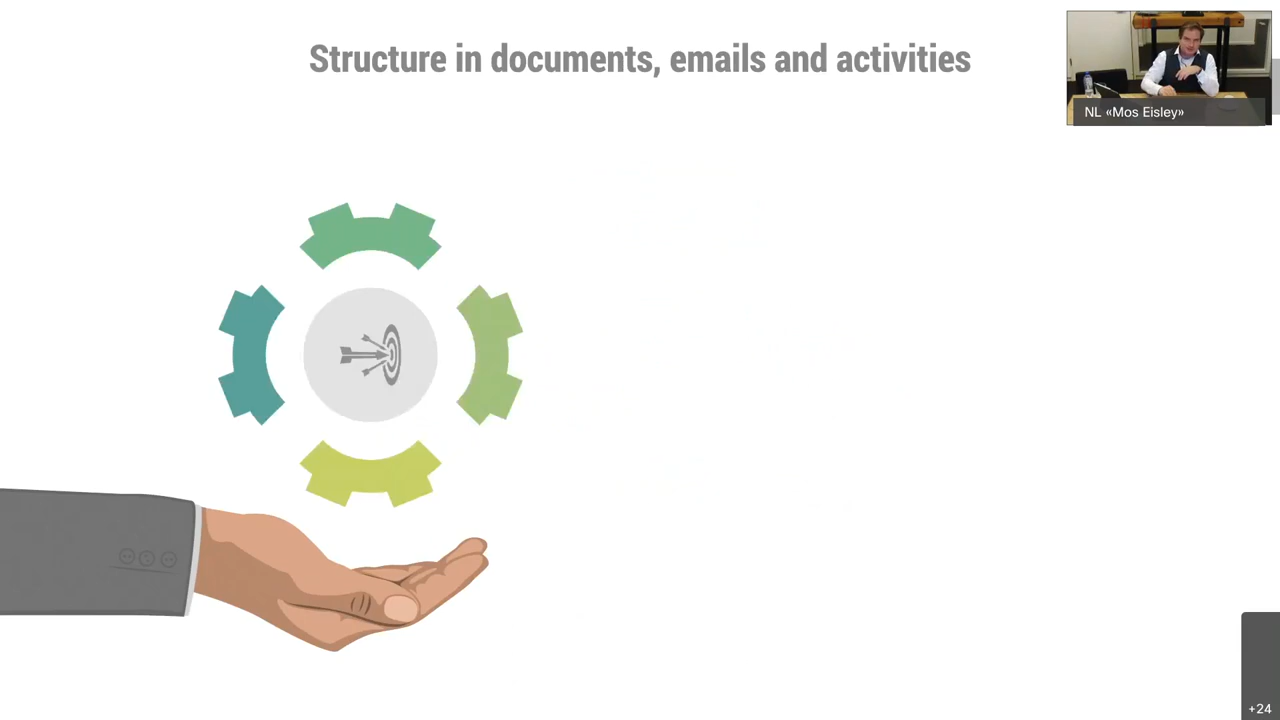 Structure in documents, emails and activities
NL «Mos Eisley»
+24